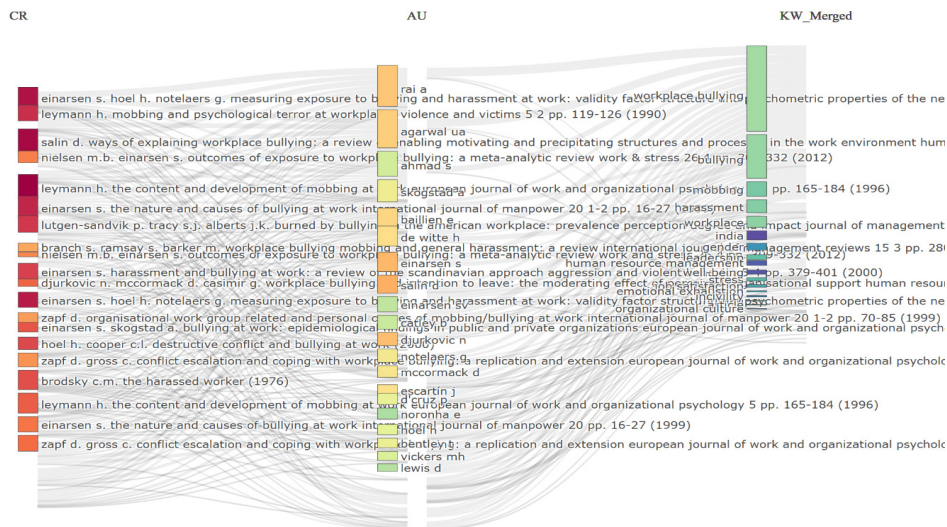 CR
AU
KW_Merged
einarsen s. hoel h. notelaers g. measuring exposure to bullying and harassment at work: validity factor structure and psychometric properties of the ne
leymann h. mobbing and psychological terror at workplaces violence and victims 5 2 pp. 119-126 (1990)
salin d. ways of explaining workplace bullying: a review of enabling motivating and precipitating structures and processes in the work environment hum
nielsen m.b. einarsen s. outcomes of exposure to workplace bullying: a meta-analytic review work & stress 26 4 pp. 309-332 (2012)
leymann h. the content and development of mobbing at work european journal of work and organizational psychology 5 2 pp. 165-184 (1996)
einarsen s. the nature and causes of bullying at work international journal of manpower 20 1-2 pp. 16-27 (1999)
lutgen-sandvik p. tracy s.j. alberts j.k. burned by bullying in the american workplace: prevalence perception degree and impact journal of management
branch s. ramsay s. barker m. workplace bullying mobbing and general harassment: a review international journal of management reviews 15 3 pp. 280
nielsen m.b. einarsen s. outcomes of exposure to workplace bullying: a meta-analytic review work and stress 26 pp. 309-332 (2012)
einarsen s. harassment and bullying at work: a review of the scandinavian approach aggression and violent behavior pp. 379-401 (2000)
djurkovic n. mccormack d. casimir g. workplace bullying and intention to leave: the moderating effect of perceived organisational support human resour
einarsen s. hoel h. notelaers g. measuring exposure to bullying and harassment at work: validity factor structure and psychometric properties of the ne
zapf d. organisational work group related and personal causes of mobbing/bullying at work international journal of manpower 20 1-2 pp. 70-85 (1999)
einarsen s. skogstad a. bullying at work: epidemiological findings in public and private organizations european journal of work and organizational psych
hoel h. cooper c.l. destructive conflict and bullying at work (2000)
zapf d. gross c. conflict escalation and coping with workplace bullying: a replication and extension european journal of work and organizational psycholo
brodsky c.m. the harassed worker (1976)
leymann h. the content and development of mobbing at work european journal of work and organizational psychology 5 pp. 165-184 (1996)
einarsen s. the nature and causes of bullying at work international journal of manpower 20 pp. 16-27 (1999)
zapf d. gross c. conflict escalation and coping with workplace bullying: a replication and extension european journal of work and organizational psycholo
rai a
agarwal ua
ahmad s
skogstad a
baillien e
de witte h
einarsen s
salin d
einarsen sv
catley b
djurkovic n
notelaers g
mccormack d
escartín j
d'cruz p
noronha e
hoel h
bentley t
vickers mh
lewis d
workplace bullying
bullying
mobbing
harassment
workplace
india
gender
leadership
human resource management
stress
emotional exhaustion
incivility
organizational culture